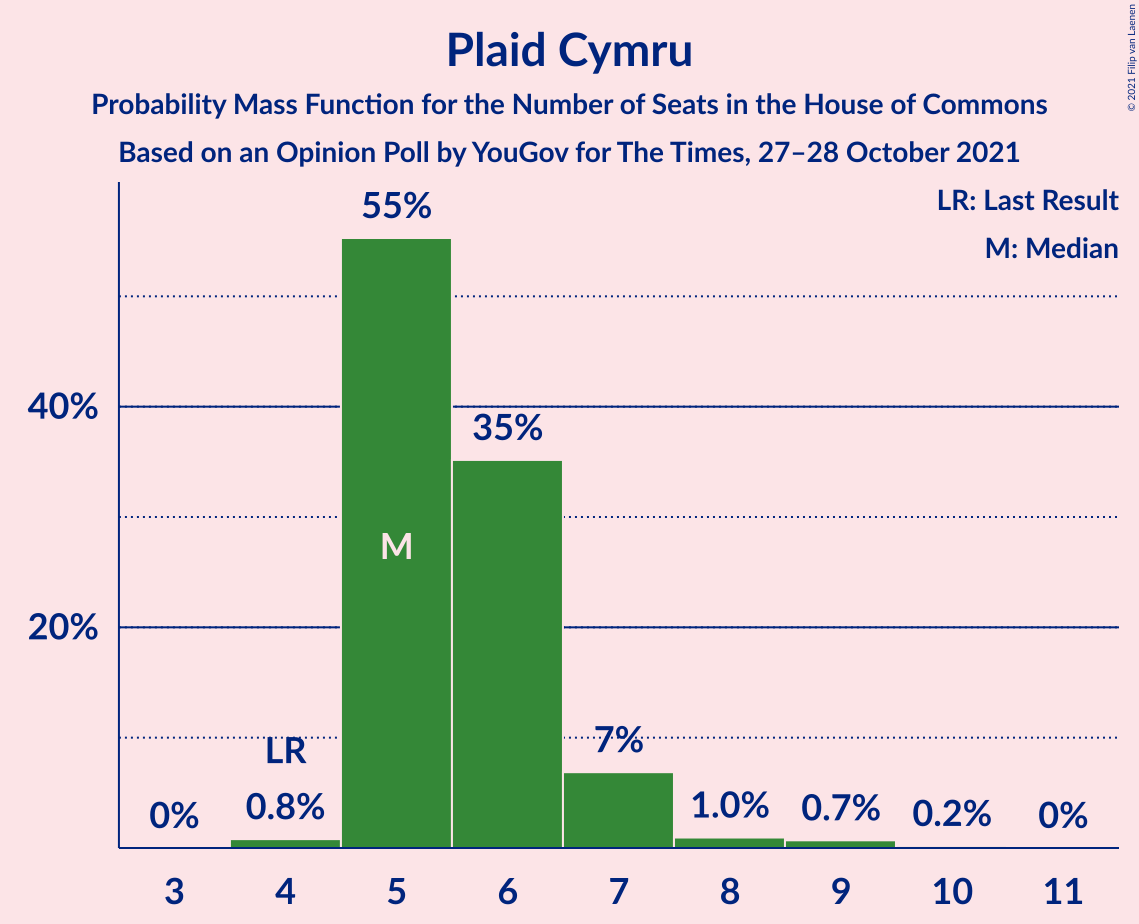 Plaid Cymru
Probability Mass Function for the Number of Seats in the House of Commons
Based on an Opinion Poll by YouGov for The Times, 27–28 October 2021
© 2021 Filip van Laenen
LR: Last Result
M: Median
55%
40%
35%
M
20%
LR
7%
0%
0.8%
1.0%
0.7%
0.2%
0%
3 4 5 6 7 8 9 10 11